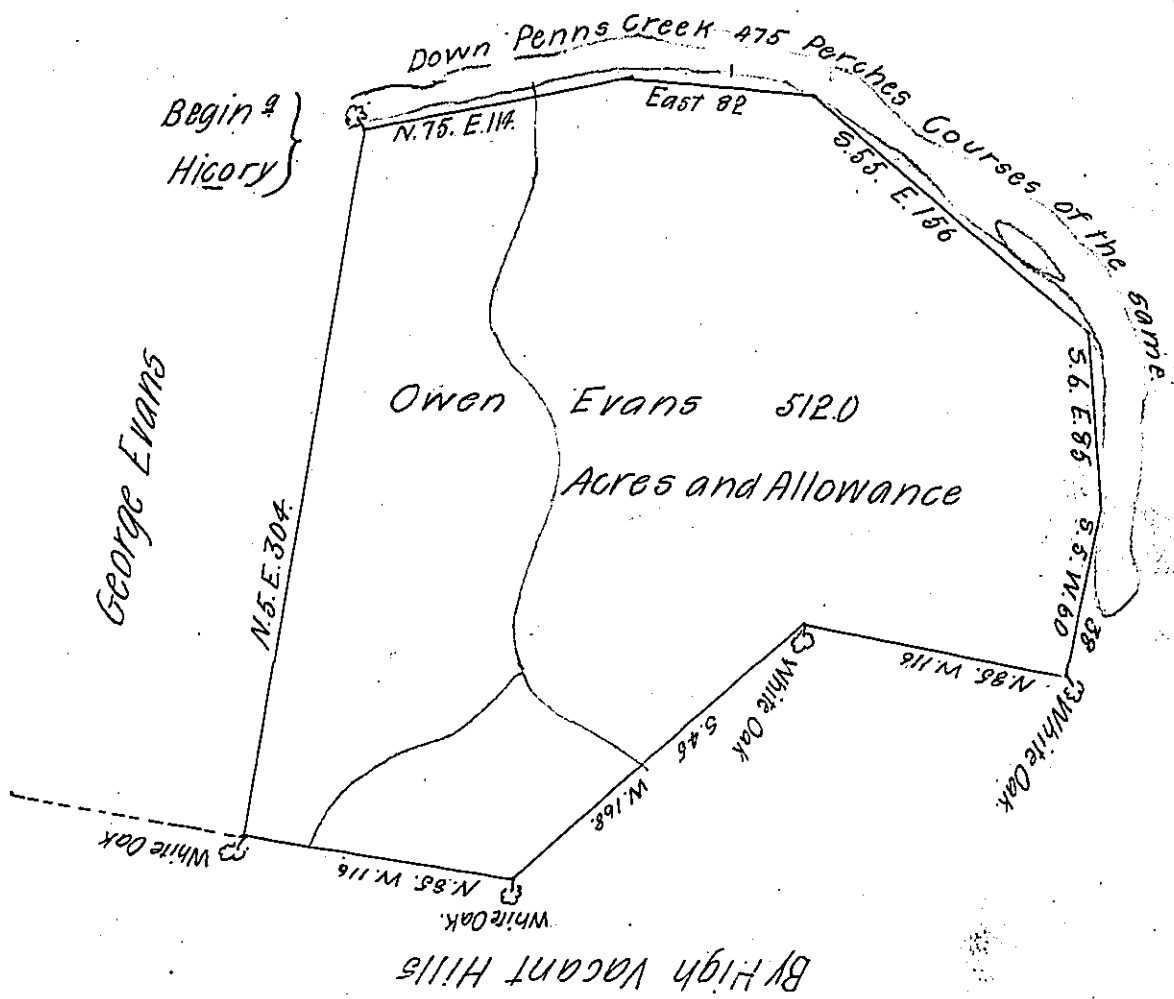 Down Penns Creek 475 Perches Courses of the same.
Begin g
Hicory
N.75. E.114.
East 82
S.55. E.156
S.6. E.85
S.5.W.60
38
White Oak.
N.85. W.116
White Oak
S.45 W.168.
White Oak.
N.85. W.116
White Oak
N.5.E.304.
George Evans
Owen Evans 512.0
Acres and Allowance
By High Vacant Hills